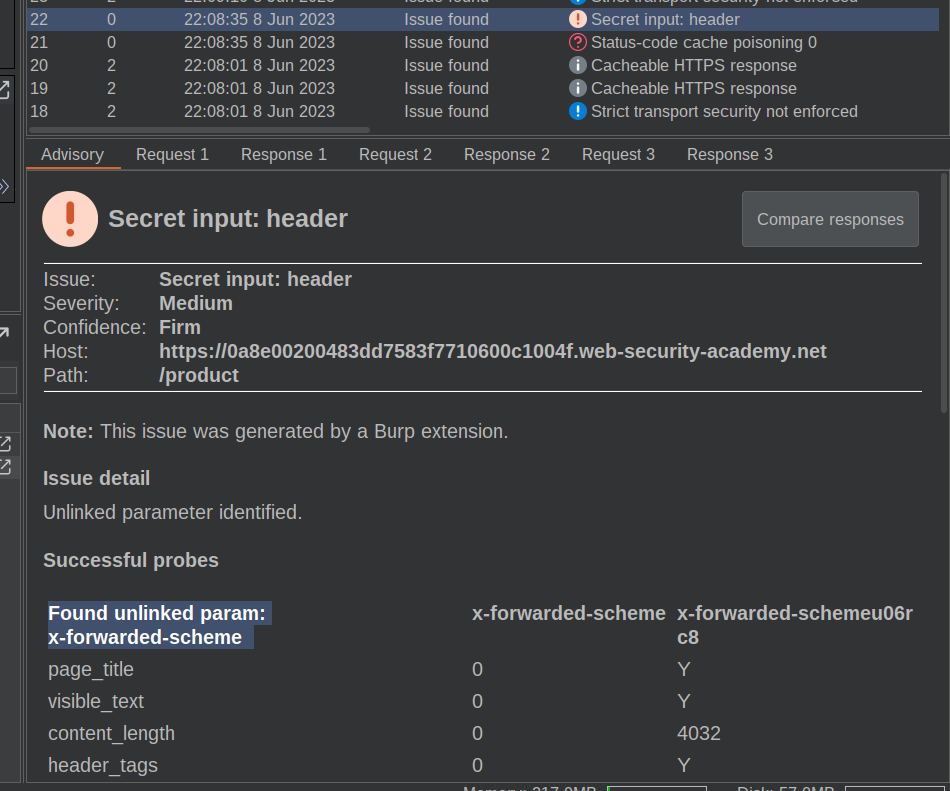 22 0 22:08:35 8 Jun 2023 Issue found Secret input: header
21 0 22:08:35 8 Jun 2023 Issue found Status-code cache poisoning 0
20 2 22:08:01 8 Jun 2023 Issue found Cacheable HTTPS response
19 2 22:08:01 8 Jun 2023 Issue found Cacheable HTTPS response
18 2 22:08:01 8 Jun 2023 Issue found Strict transport security not enforced
Advisory Request 1 Response 1 Request 2 Response 2 Request 3 Response 3
Secret input: header Compare responses
Issue: Secret input: header
Severity: Medium
Confidence: Firm
Host: https://0a8e00200483dd7583f7710600c1004f.web-security-academy.net
Path: /product
Note: This issue was generated by a Burp extension.
Issue detail
Unlinked parameter identified.
Successful probes
Found unlinked param: x-forwarded-scheme x-forwarded-schemeu06r
x-forwarded-scheme c8
page_title 0 Y
visible_text 0 Y
content_length 0 4032
header_tags 0 Y